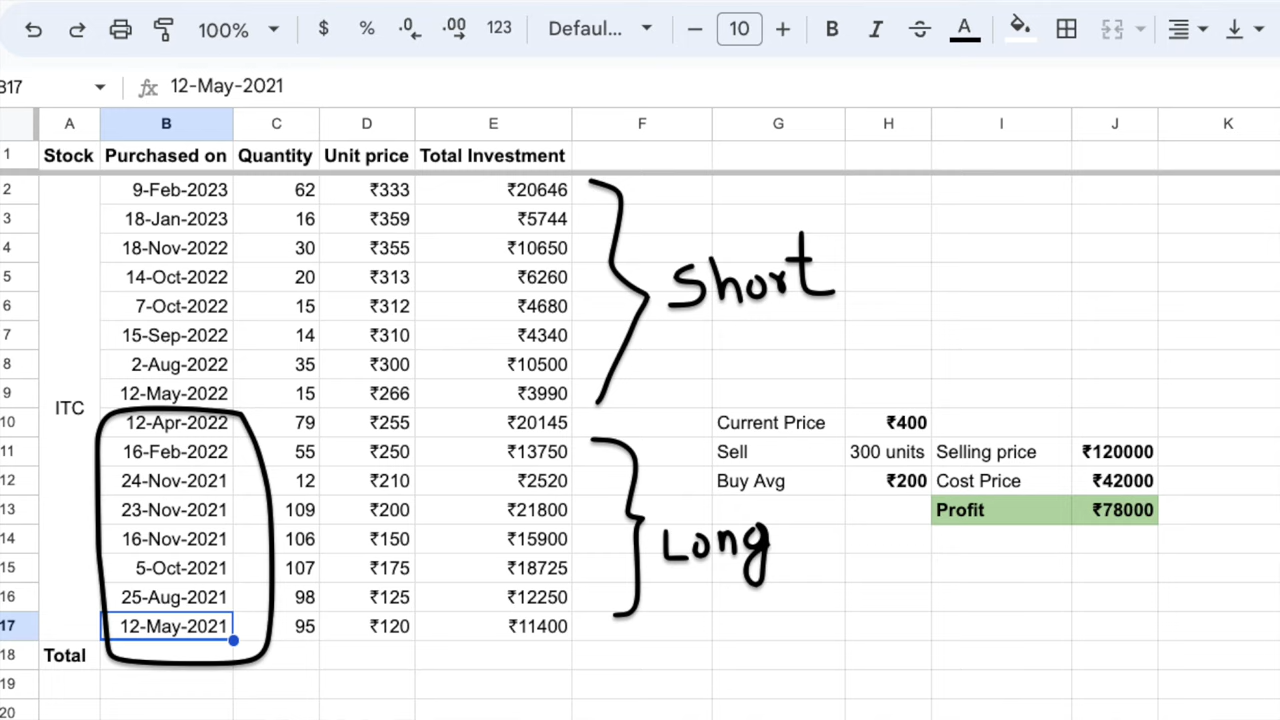 100% $ % .0 .00 123 Defaul... − 10 + B I S A
B17 fx 12-May-2021
A B C D E F G H I J K
1 Stock Purchased on Quantity Unit price Total Investment
2 9-Feb-2023 62 ₹333 ₹20646
3 18-Jan-2023 16 ₹359 ₹5744
4 18-Nov-2022 30 ₹355 ₹10650
5 14-Oct-2022 20 ₹313 ₹6260
Short
6 7-Oct-2022 15 ₹312 ₹4680
7 15-Sep-2022 14 ₹310 ₹4340
8 2-Aug-2022 35 ₹300 ₹10500
9 12-May-2022 15 ₹266 ₹3990
ITC
10 12-Apr-2022 79 ₹255 ₹20145 Current Price ₹400
11 16-Feb-2022 55 ₹250 ₹13750 Sell 300 units Selling price ₹120000
12 24-Nov-2021 12 ₹210 ₹2520 Buy Avg ₹200 Cost Price ₹42000
13 23-Nov-2021 109 ₹200 ₹21800 Profit ₹78000
14 16-Nov-2021 106 ₹150 ₹15900
Long
15 5-Oct-2021 107 ₹175 ₹18725
16 25-Aug-2021 98 ₹125 ₹12250
17 12-May-2021 95 ₹120 ₹11400
18 Total
19
20